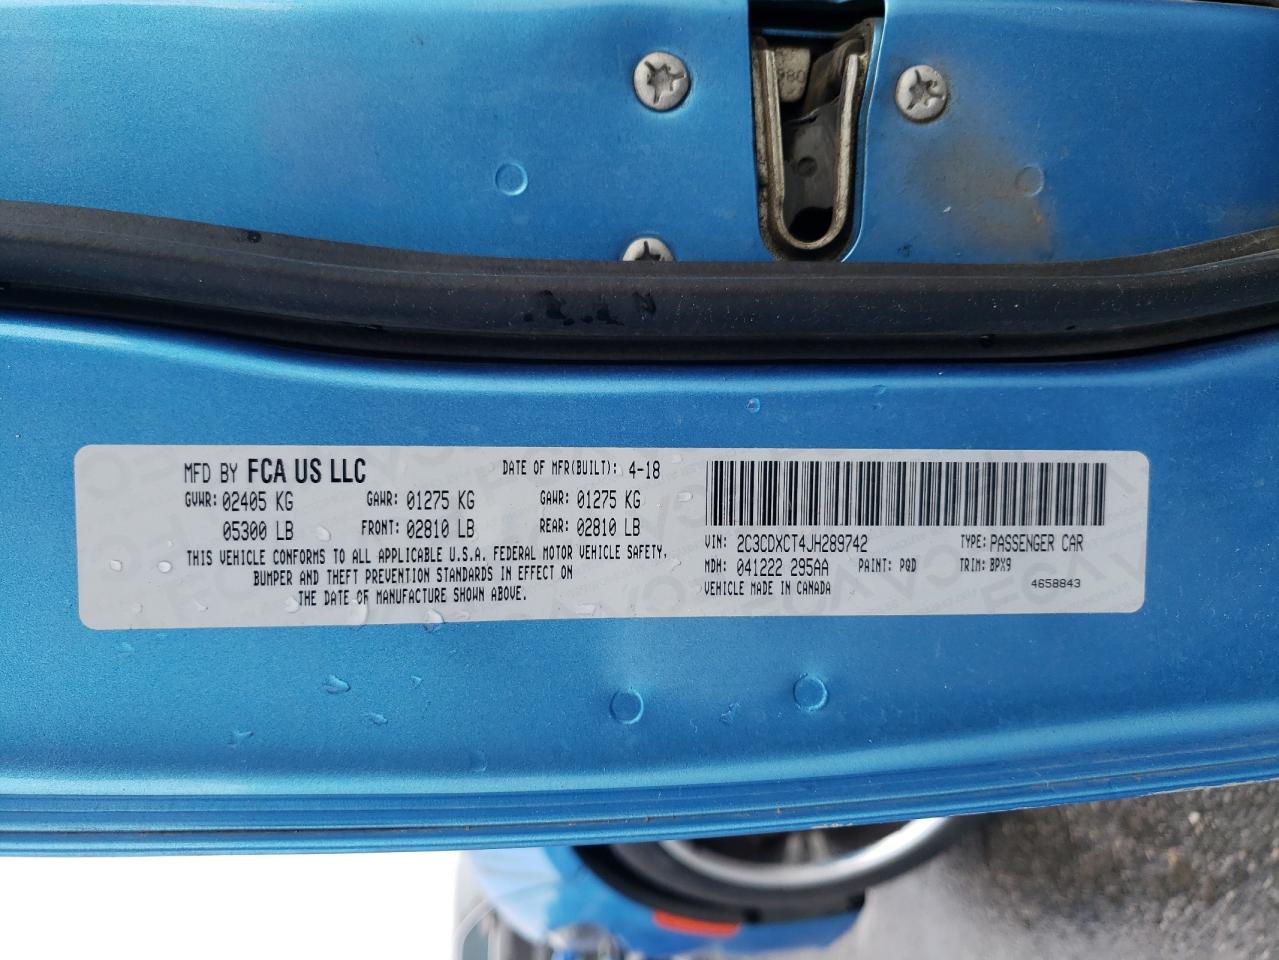 980
MFD BY FCA US LLC DATE OF MFR(BUILT): 4-18
GVWR: 02405 KG GAWR: 01275 KG GAWR: 01275 KG
05300 LB FRONT: 02810 LB REAR: 02810 LB
THIS VEHICLE CONFORMS TO ALL APPLICABLE U.S.A. FEDERAL MOTOR VEHICLE SAFETY,
BUMPER AND THEFT PREVENTION STANDARDS IN EFFECT ON
THE DATE OF MANUFACTURE SHOWN ABOVE.
VIN: 2C3CDXCT4JH289742 TYPE: PASSENGER CAR
MDH: 041222 295AA PAINT: PQD TRIM: BPX9
VEHICLE MADE IN CANADA 4658843